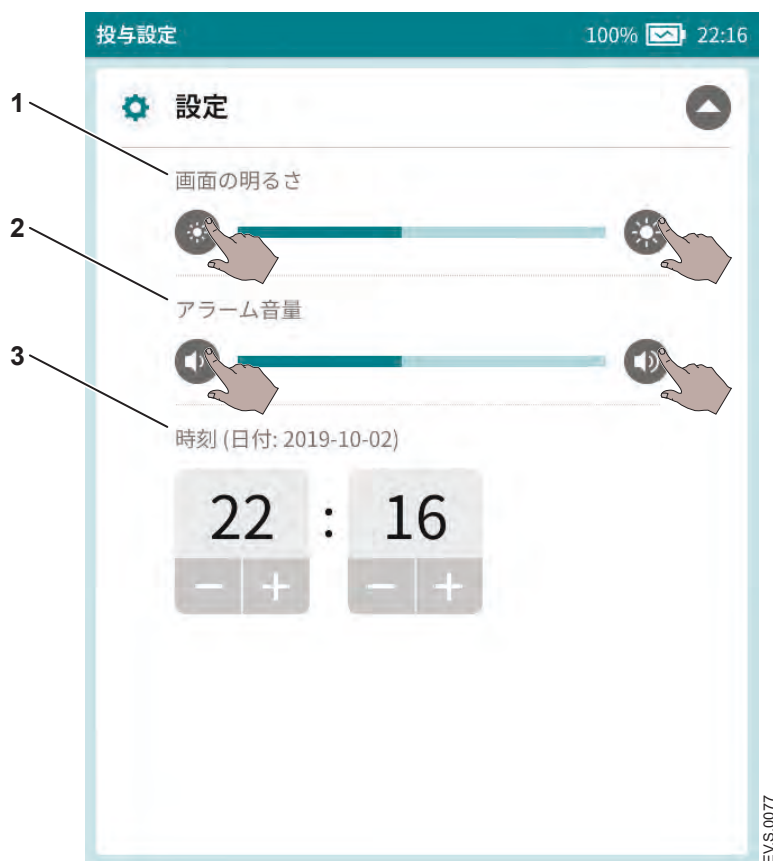 投与設定 100% 22:16
1
設定
画面の明るさ
2
アラーム音量
3
時刻 (日付: 2019-10-02)
22 : 16
− + − +
EV.S.0077